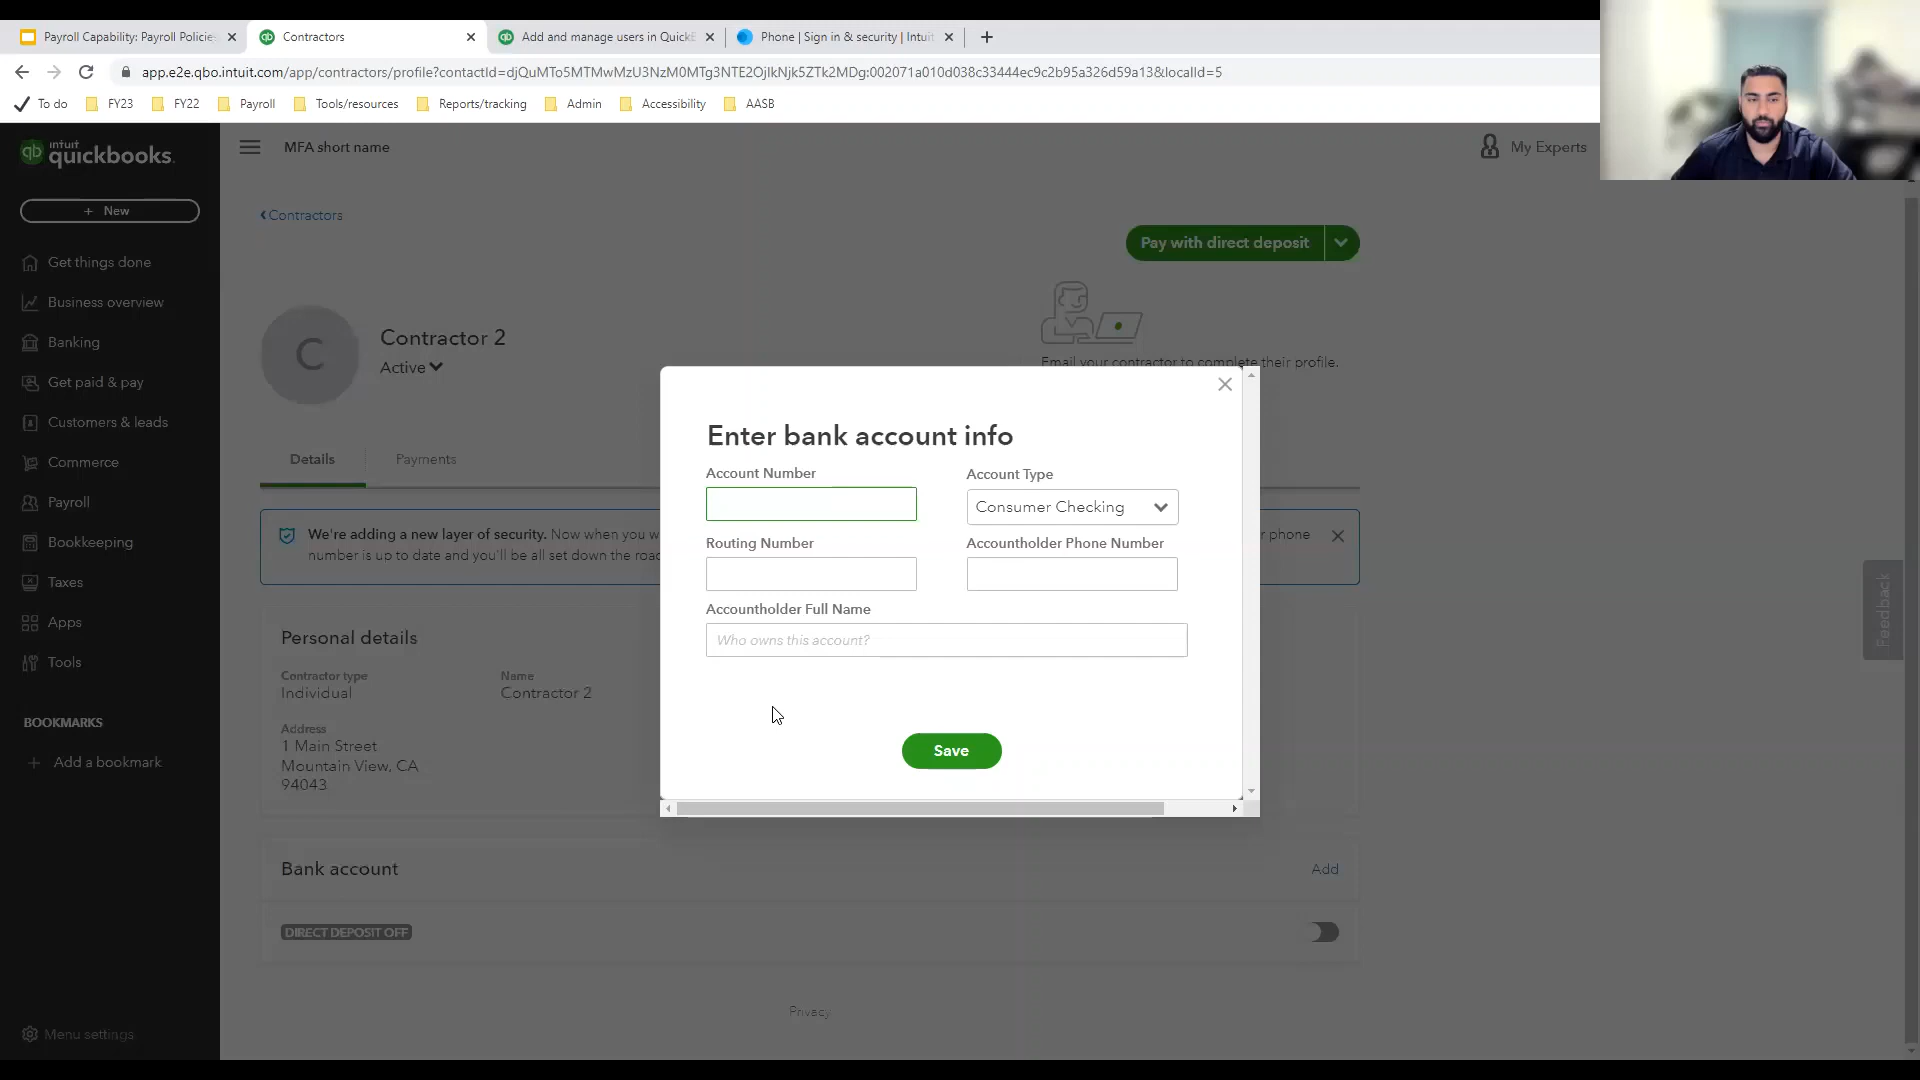 Payroll Capability: Payroll Policies
Contractors
Add and manage users in QuickB
Phone | Sign in & security | Intuit
app.e2e.qbo.intuit.com/app/contractors/profile?contactId=djQuMTo5MTMwMzU3NzM0MTg3NTE2OjlkNjk5ZTk2MDg:002071a010d038c33444ec9c2b95a326d59a13&localId=5
To do
FY23
FY22
Payroll
Tools/resources
Reports/tracking
Admin
Accessibility
AASB
qb intuit quickbooks.
MFA short name
My Experts
+ New
Get things done
Business overview
Banking
Get paid & pay
Customers & leads
Commerce
Payroll
Bookkeeping
Taxes
Apps
Tools
BOOKMARKS
+ Add a bookmark
Menu settings
Contractors
Pay with direct deposit
C
Contractor 2
Active
Email your contractor to complete their profile.
Details
Payments
We're adding a new layer of security. Now when you w
r phone
number is up to date and you'll be all set down the roa
Personal details
Contractor type
Individual
Name
Contractor 2
Address
1 Main Street
Mountain View, CA
94043
Enter bank account info
Account Number
Account Type
Consumer Checking
Routing Number
Accountholder Phone Number
Accountholder Full Name
Who owns this account?
Save
Bank account
Add
DIRECT DEPOSIT OFF
Privacy
Feedback